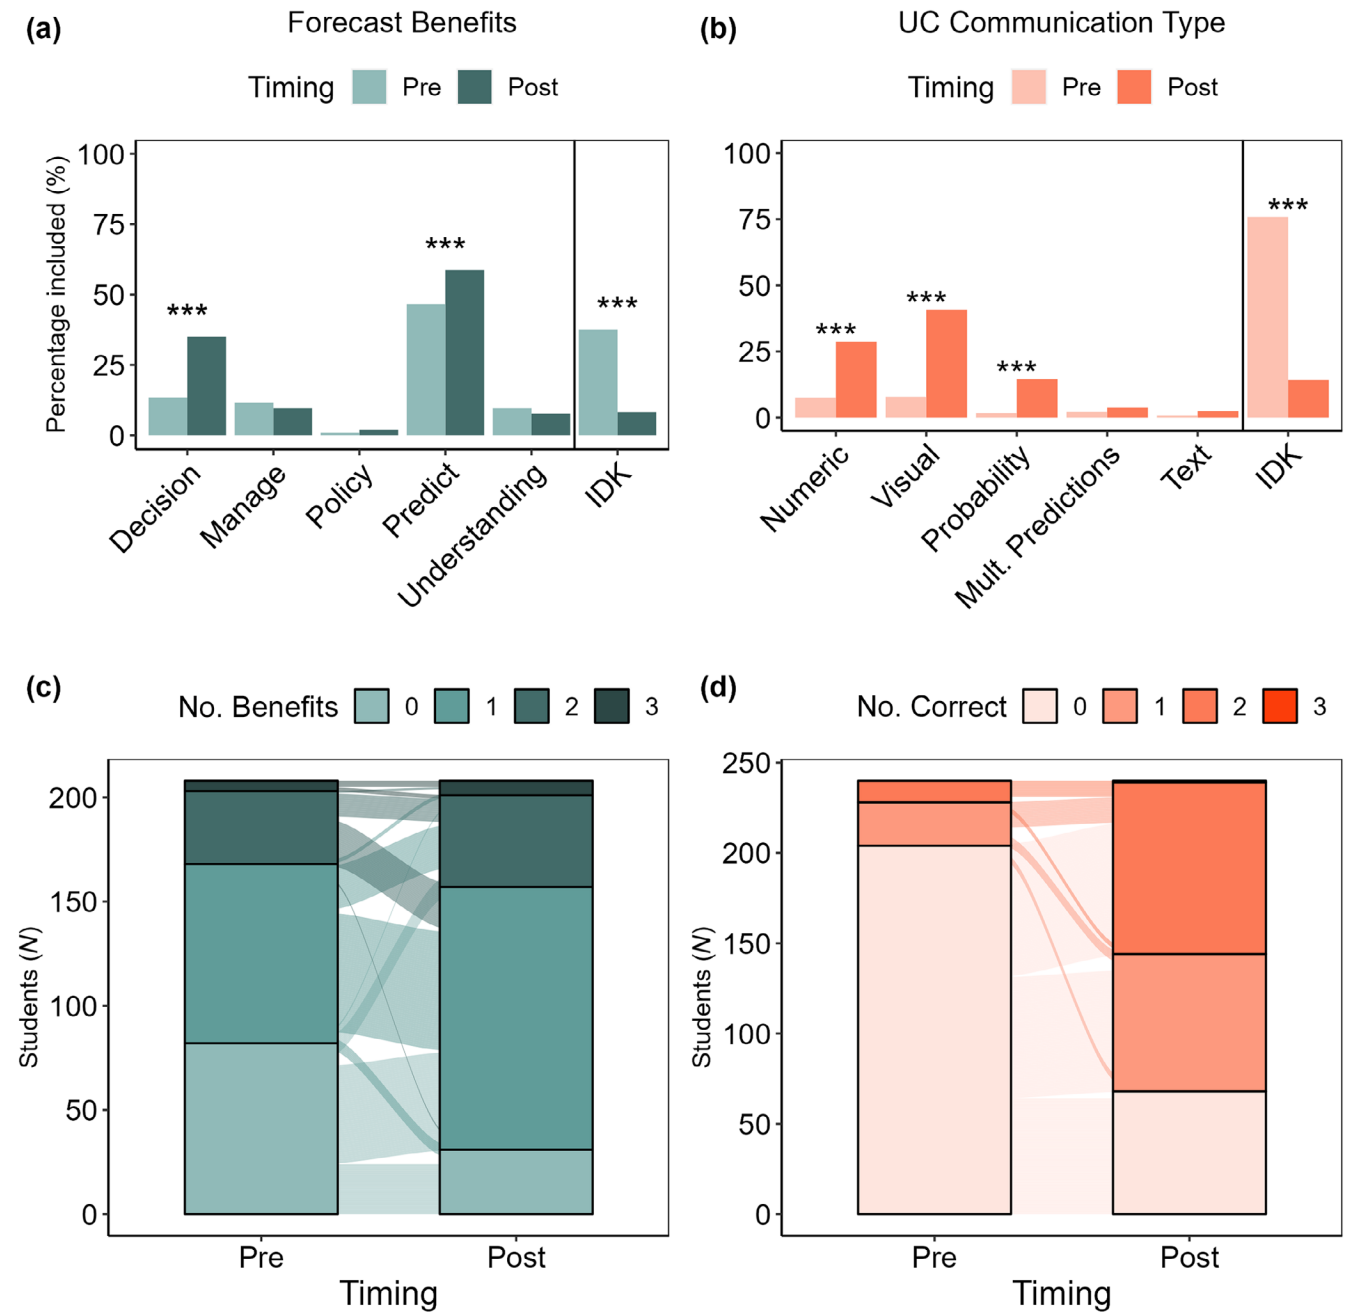 (a)
Forecast Benefits
Timing Pre Post
Percentage included (%)
100
75
50
25
0
***
***
***
Decision
Manage
Policy
Predict
Understanding
IDK
(b)
UC Communication Type
Timing Pre Post
100
75
50
25
0
***
***
***
***
Numeric
Visual
Probability
Mult. Predictions
Text
IDK
(c)
No. Benefits 0 1 2 3
Students (N)
200
150
100
50
0
Pre Post
Timing
(d)
No. Correct 0 1 2 3
Students (N)
250
200
150
100
50
0
Pre Post
Timing